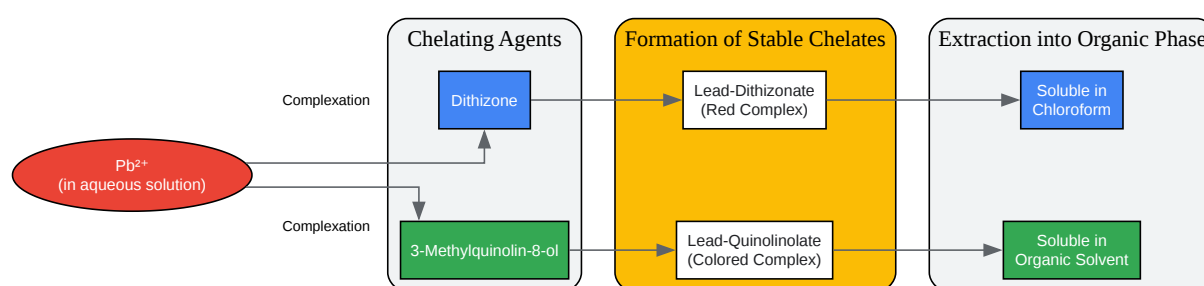 Chelating Agents
Formation of Stable Chelates
Extraction into Organic Phase
Complexation
Dithizone
Lead-Dithizonate
(Red Complex)
Soluble in
Chloroform
Pb²⁺
(in aqueous solution)
Complexation
3-Methylquinolin-8-ol
Lead-Quinolinolate
(Colored Complex)
Soluble in
Organic Solvent